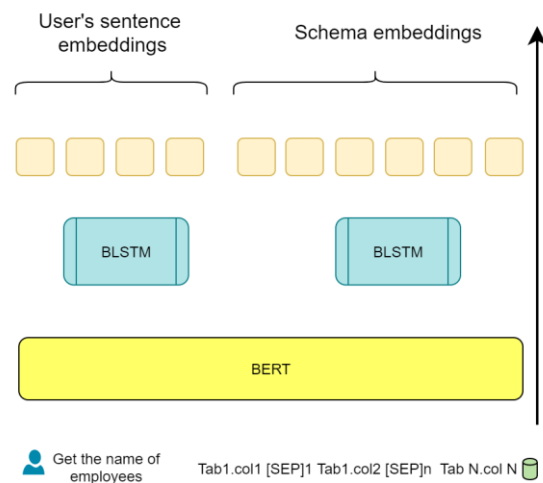 User's sentence
embeddings
Schema embeddings
BLSTM
BLSTM
BERT
Get the name of
employees
Tab1.col1 [SEP]1 Tab1.col2 [SEP]n Tab N.col N